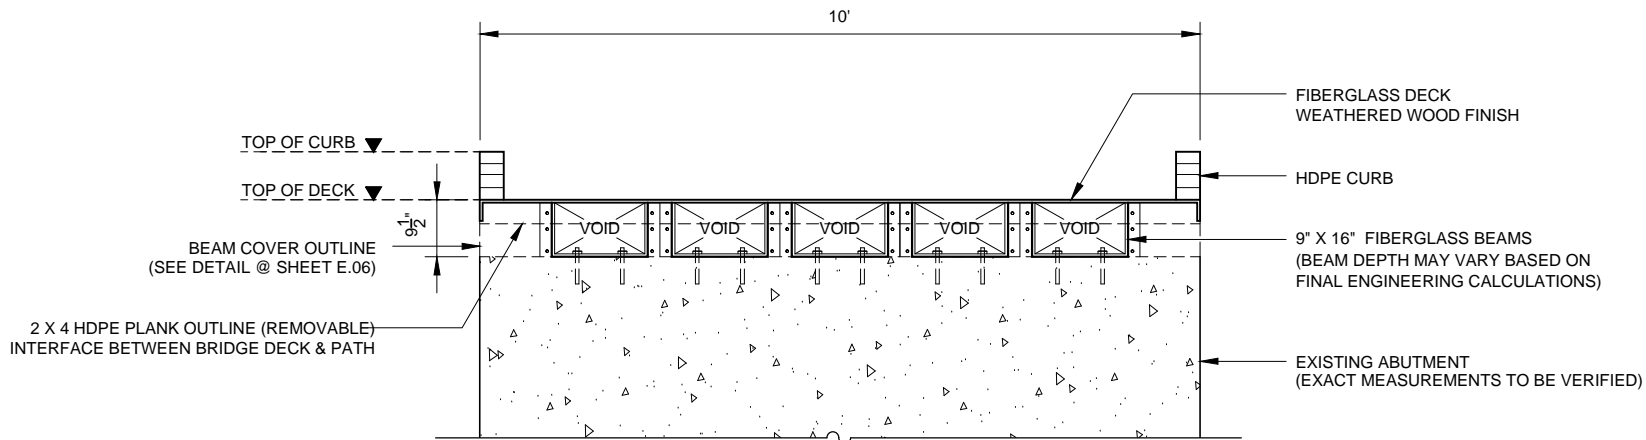 10'
FIBERGLASS DECK
WEATHERED WOOD FINISH
TOP OF CURB
HDPE CURB
TOP OF DECK
9 1/2"
VOID VOID VOID VOID VOID
BEAM COVER OUTLINE
(SEE DETAIL @ SHEET E.06)
9" X 16" FIBERGLASS BEAMS
(BEAM DEPTH MAY VARY BASED ON
FINAL ENGINEERING CALCULATIONS)
2 X 4 HDPE PLANK OUTLINE (REMOVABLE)
INTERFACE BETWEEN BRIDGE DECK & PATH
EXISTING ABUTMENT
(EXACT MEASUREMENTS TO BE VERIFIED)